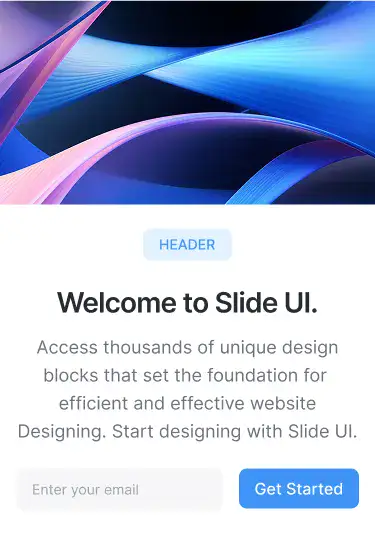 HEADER
Welcome to Slide UI.
Access thousands of unique design
blocks that set the foundation for
efficient and effective website
Designing. Start designing with Slide UI.
Enter your email
Get Started